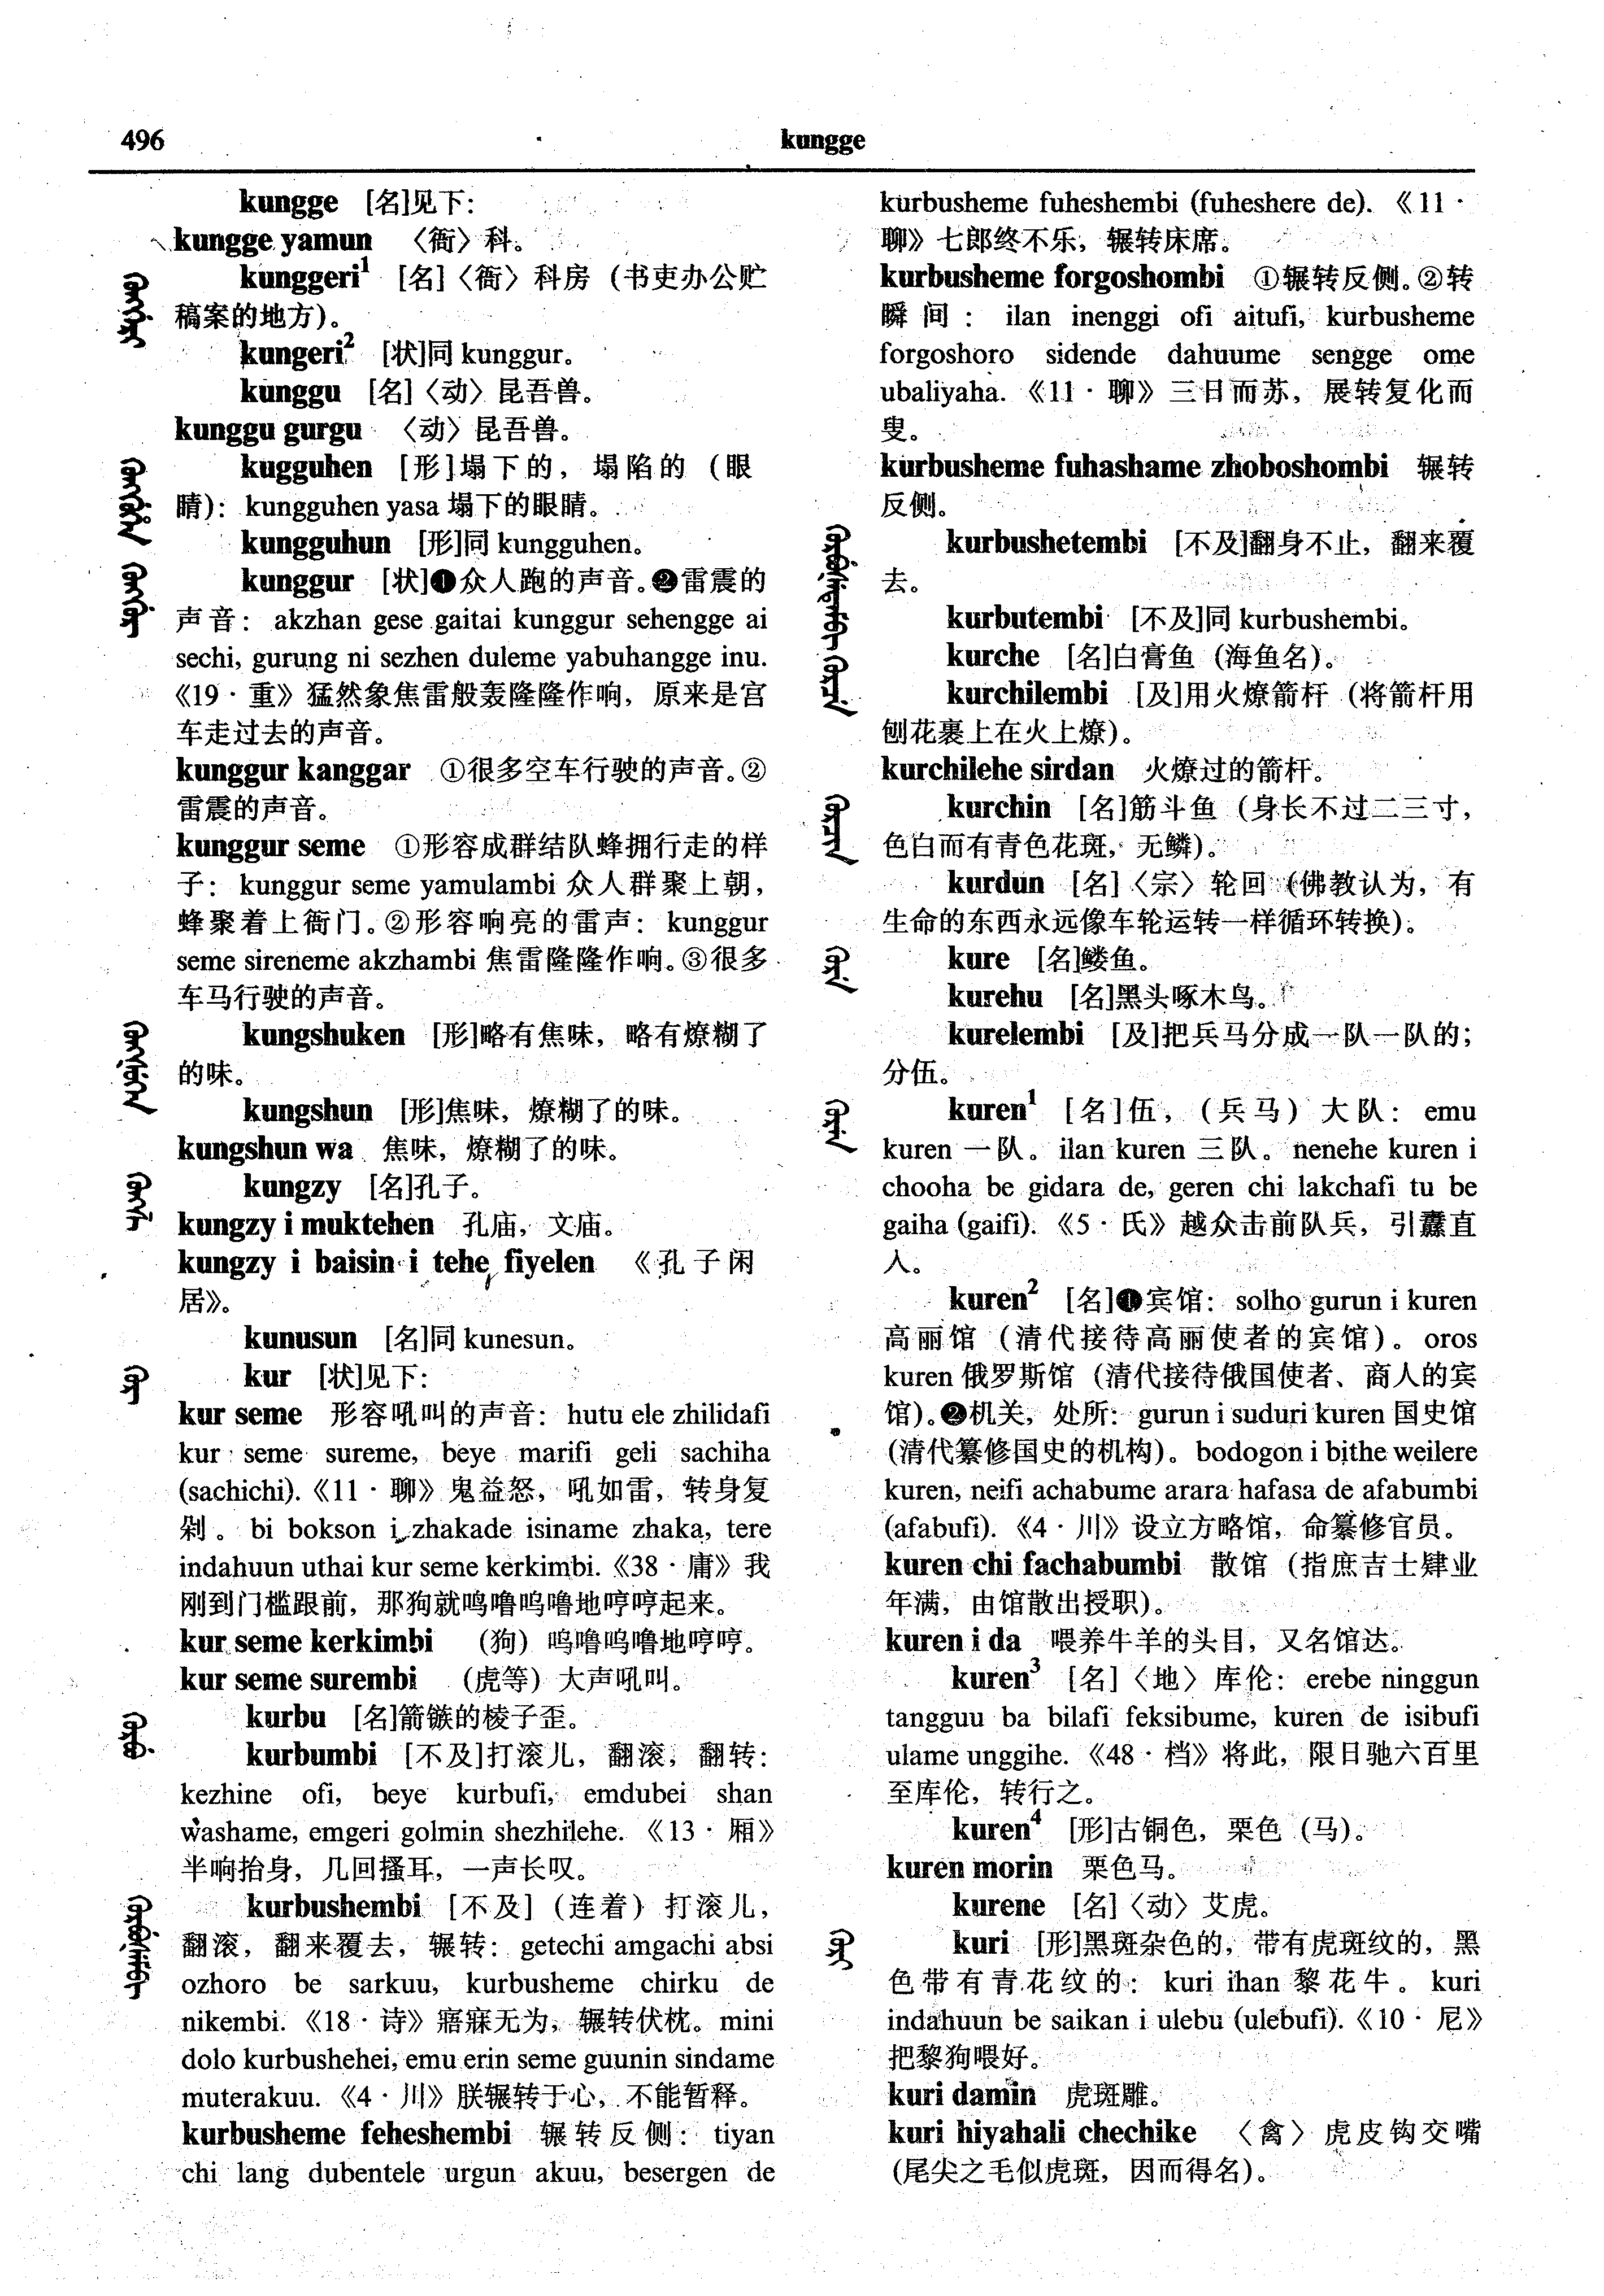 496
kungge
kungge [名]见下:
kungge yamun 〈衙〉科。
kunggeri¹ [名]〈衙〉科房（书吏办公贮
稿案的地方)。
kungeri² [状]同 kunggur。
kunggu [名]〈动〉昆吾兽。
kunggu gurgu 〈动〉昆吾兽。
kugguhen [形]塌下的，塌陷的（眼
睛): kungguhen yasa 塌下的眼睛。
kungguhun [形]同 kungguhen。
kunggur [状]❶众人跑的声音。❷雷震的
声音: akzhan gese gaitai kunggur sehengge ai
sechi, gurung ni sezhen duleme yabuhangge inu.
《19·重》猛然象焦雷般轰隆隆作响，原来是宫
车走过去的声音。
kunggur kanggar ①很多空车行驶的声音。②
雷震的声音。
kunggur seme ①形容成群结队蜂拥行走的样
子: kunggur seme yamulambi 众人群聚上朝，
蜂聚着上衙门。②形容响亮的雷声: kunggur
seme sireneme akzhambi 焦雷隆隆作响。③很多
车马行驶的声音。
kungshuken [形]略有焦味，略有燎糊了
的味。
kungshun [形]焦味，燎糊了的味。
kungshun wa 焦味，燎糊了的味。
kungzy [名]孔子。
kungzy i muktehen 孔庙，文庙。
kungzy i baisin i tehe fiyelen 《孔子闲
居》。
kunusun [名]同 kunesun。
kur [状]见下:
kur seme 形容吼叫的声音: hutu ele zhilidafi
kur seme sureme, beye marifi geli sachiha
(sachichi).《11·聊》鬼益怒，吼如雷，转身复
剁。bi bokson i zhakade isiname zhaka, tere
indahuun uthai kur seme kerkimbi.《38·庸》我
刚到门槛跟前，那狗就呜噜呜噜地哼哼起来。
kur seme kerkimbi （狗）呜噜呜噜地哼哼。
kur seme surembi （虎等）大声吼叫。
kurbu [名]箭镞的棱子歪。
kurbumbi [不及]打滚儿，翻滚，翻转:
kezhine ofi, beye kurbufi, emdubei shan
washame, emgeri golmin shezhilehe.《13·厢》
半响抬身，几回搔耳，一声长叹。
kurbushembi [不及]（连着）打滚儿，
翻滚，翻来覆去，辗转: getechi amgachi absi
ozhoro be sarkuu, kurbusheme chirku de
nikembi.《18·诗》寤寐无为，辗转伏枕。mini
dolo kurbushehei, emu erin seme guunin sindame
muterakuu.《4·川》朕辗转于心，不能暂释。
kurbusheme feheshembi 辗转反侧: tiyan
chi lang dubentele urgun akuu, besergen de
kurbusheme fuheshembi (fuheshere de).《11·
聊》七郎终不乐，辗转床席。
kurbusheme forgoshombi ①辗转反侧。②转
瞬间: ilan inenggi ofi aitufi, kurbusheme
forgoshoro sidende dahuume sengge ome
ubaliyaha.《11·聊》三日而苏，展转复化而
叟。
kurbusheme fuhashame zhoboshombi 辗转
反侧。
kurbushetembi [不及]翻身不止，翻来覆
去。
kurbutembi [不及]同 kurbushembi。
kurche [名]白膏鱼（海鱼名)。
kurchilembi [及]用火燎箭杆（将箭杆用
刨花裹上在火上燎)。
kurchilehe sirdan 火燎过的箭杆。
kurchin [名]筋斗鱼（身长不过二三寸，
色白而有青色花斑，无鳞)。
kurdun [名]〈宗〉轮回（佛教认为，有
生命的东西永远像车轮运转一样循环转换)。
kure [名]鲮鱼。
kurehu [名]黑头啄木鸟。
kurelembi [及]把兵马分成一队一队的；
分伍。
kuren¹ [名]伍，（兵马）大队: emu
kuren 一队。ilan kuren 三队。nenehe kuren i
chooha be gidara de, geren chi lakchafi tu be
gaiha (gaifi).《5·氏》越众击前队兵，引纛直
人。
kuren² [名]❶宾馆: solho gurun i kuren
高丽馆（清代接待高丽使者的宾馆）。oros
kuren 俄罗斯馆（清代接待俄国使者、商人的宾
馆)。❷机关，处所: gurun i suduri kuren 国史馆
(清代纂修国史的机构)。bodogon i bithe weilere
kuren, neifi achabume arara hafasa de afabumbi
(afabufi).《4·川》设立方略馆，命纂修官员。
kuren chi fachabumbi 散馆（指庶吉士肄业
年满，由馆散出授职)。
kuren i da 喂养牛羊的头目，又名馆达。
kuren³ [名]〈地〉库伦: erebe ninggun
tangguu ba bilafi feksibume, kuren de isibufi
ulame unggihe.《48·档》将此，限日驰六百里
至库伦，转行之。
kuren⁴ [形]古铜色，栗色（马)。
kuren morin 栗色马。
kurene [名]〈动〉艾虎。
kuri [形]黑斑杂色的，带有虎斑纹的，黑
色带有青花纹的: kuri ihan 黎花牛。kuri
indahuun be saikan i ulebu (ulebufi).《10·尼》
把黎狗喂好。
kuri damin 虎斑雕。
kuri hiyahali chechike 〈禽〉虎皮钩交嘴
(尾尖之毛似虎斑，因而得名)。